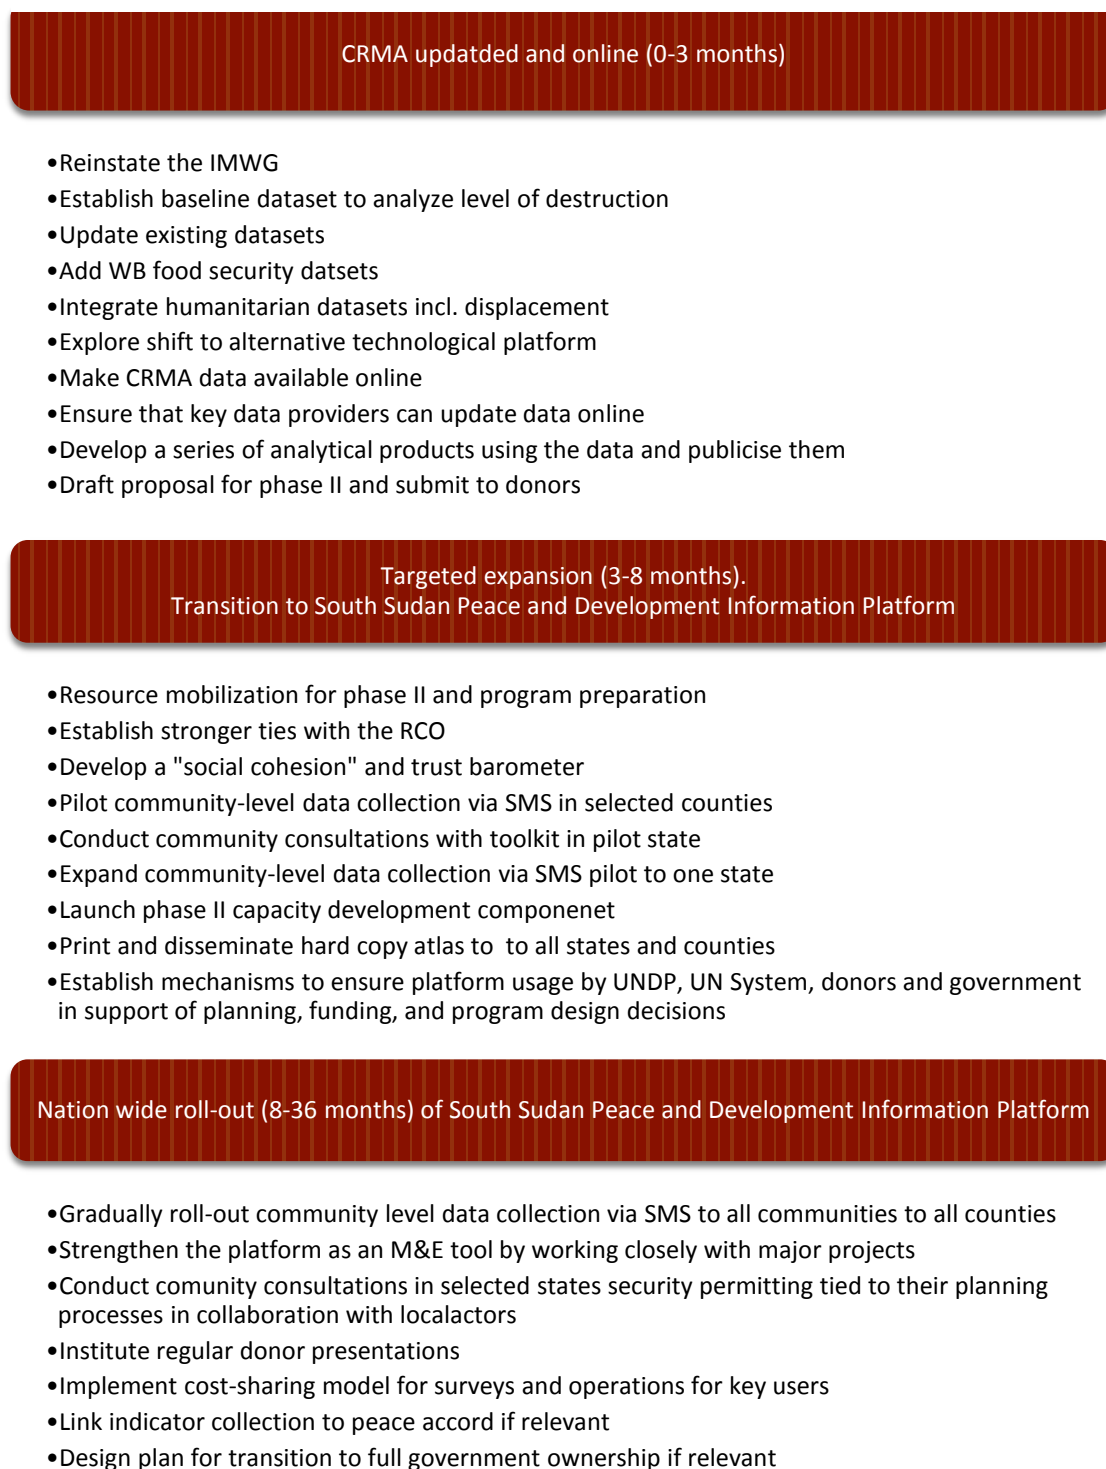 CRMA updatded and online (0-3 months)
•Reinstate the IMWG
•Establish baseline dataset to analyze level of destruction
•Update existing datasets
•Add WB food security datsets
•Integrate humanitarian datasets incl. displacement
•Explore shift to alternative technological platform
•Make CRMA data available online
•Ensure that key data providers can update data online
•Develop a series of analytical products using the data and publicise them
•Draft proposal for phase II and submit to donors
Targeted expansion (3-8 months).
Transition to South Sudan Peace and Development Information Platform
•Resource mobilization for phase II and program preparation
•Establish stronger ties with the RCO
•Develop a "social cohesion" and trust barometer
•Pilot community-level data collection via SMS in selected counties
•Conduct community consultations with toolkit in pilot state
•Expand community-level data collection via SMS pilot to one state
•Launch phase II capacity development componenet
•Print and disseminate hard copy atlas to  to all states and counties
•Establish mechanisms to ensure platform usage by UNDP, UN System, donors and government
in support of planning, funding, and program design decisions
Nation wide roll-out (8-36 months) of South Sudan Peace and Development Information Platform
•Gradually roll-out community level data collection via SMS to all communities to all counties
•Strengthen the platform as an M&E tool by working closely with major projects
•Conduct comunity consultations in selected states security permitting tied to their planning
processes in collaboration with localactors
•Institute regular donor presentations
•Implement cost-sharing model for surveys and operations for key users
•Link indicator collection to peace accord if relevant
•Design plan for transition to full government ownership if relevant